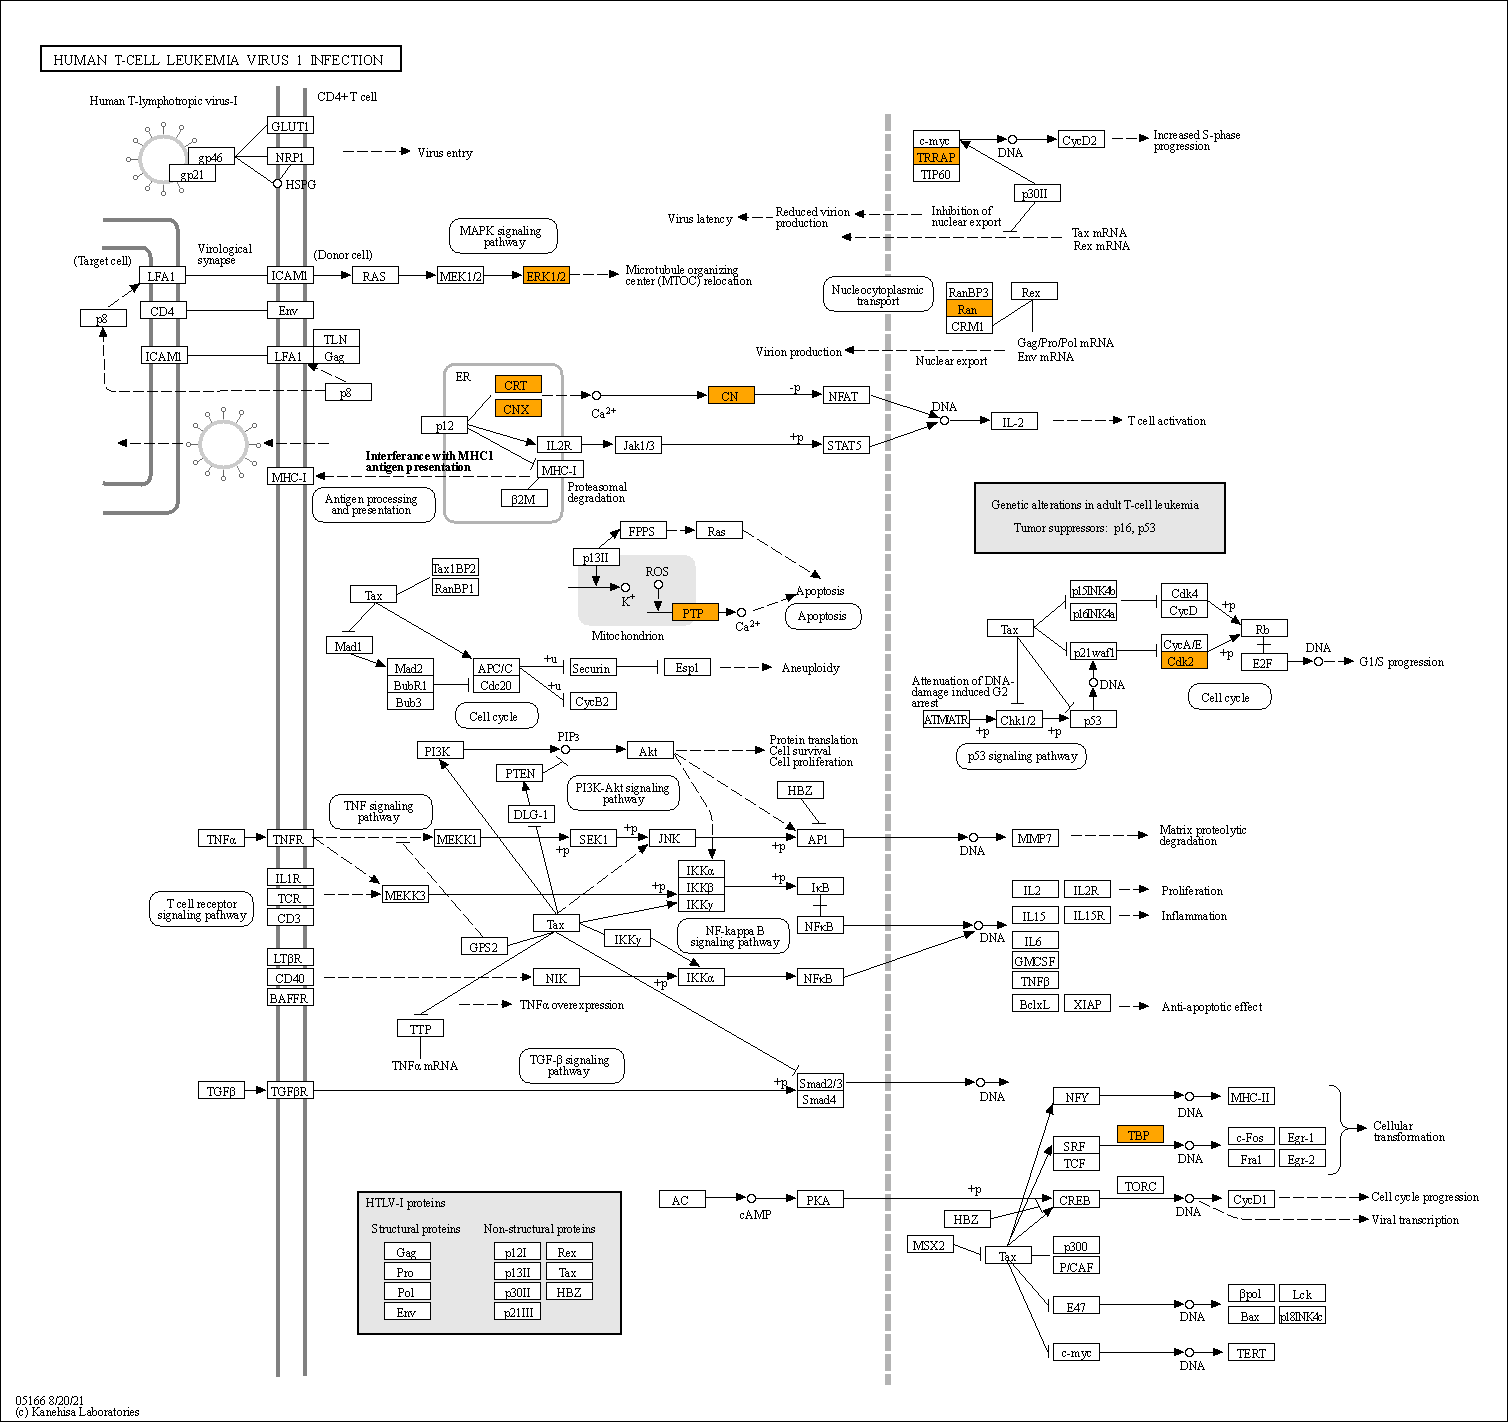 HUMAN T-CELL LEUKEMIA VIRUS 1 INFECTION
Human T-lymphotropic virus-I
CD4+ T cell
GLUT1
gp46
NRP1
gp21
HSPG
Virus entry
c-myc
TRRAP
TIP60
DNA
CycD2
Increased S-phase
progression
p30II
Virus latency
Reduced virion
production
Inhibition of
nuclear export
Tax mRNA
Rex mRNA
MAPK signaling
pathway
(Target cell)
Virological
synapse
(Donor cell)
LFA1
ICAM1
RAS
MEK1/2
ERK1/2
Microtubule organizing
center (MTOC) relocation
Nucleocytoplasmic
transport
RanBP3
Ran
CRM1
Rex
p8
CD4
Env
Gag/Pro/Pol mRNA
Env mRNA
Virion production
Nuclear export
ICAM1
LFA1
TLN
Gag
p8
ER
CRT
CNX
Ca2+
CN
-p
NFAT
DNA
IL-2
T cell activation
p12
IL2R
Jak1/3
+p
STAT5
Interferance with MHC1
antigen presentation
MHC-I
MHC-I
β2M
Proteasomal
degradation
Antigen processing
and presentation
Genetic alterations in adult T-cell leukemia
Tumor suppressors: p16, p53
FPPS
Ras
p13II
ROS
K+
PTP
Ca2+
Mitochondrion
Apoptosis
Apoptosis
Tax1BP2
RanBP1
Tax
Mad1
Mad2
BubR1
Bub3
APC/C
Cdc20
+u
+u
Securin
Esp1
CycB2
Aneuploidy
Cell cycle
p15INK4b
p16INK4a
Cdk4
CycD
+p
Tax
p21waf1
CycA/E
Cdk2
+p
Rb
E2F
DNA
G1/S progression
Attenuation of DNA-
damage induced G2
arrest
DNA
ATM/ATR
+p
Chk1/2
+p
p53
Cell cycle
p53 signaling pathway
PI3K
PIP3
Akt
Protein translation
Cell survival
Cell proliferation
PTEN
DLG-1
PI3K-Akt signaling
pathway
HBZ
TNF signaling
pathway
TNFα
TNFR
MEKK1
+p
SEK1
+p
JNK
+p
AP1
DNA
MMP7
Matrix proteolytic
degradation
IL1R
TCR
CD3
T cell receptor
signaling pathway
MEKK3
+p
IKKα
IKKβ
IKKγ
+p
IκB
NFκB
Tax
GPS2
IKKγ
NF-kappa B
signaling pathway
DNA
IL2
IL2R
Proliferation
IL15
IL15R
Inflammation
IL6
GMCSF
TNFβ
BclxL
XIAP
Anti-apoptotic effect
LTβR
CD40
BAFFR
NIK
+p
IKKα
NFκB
TNFα overexpression
TTP
TNFα mRNA
TGF-β signaling
pathway
TGFβ
TGFβR
+p
Smad2/3
Smad4
DNA
NFY
DNA
MHC-II
TBP
SRF
TCF
DNA
c-Fos
Egr-1
Fra1
Egr-2
Cellular
transformation
AC
cAMP
PKA
+p
CREB
TORC
DNA
CycD1
Cell cycle progression
Viral transcription
HBZ
MSX2
Tax
p300
P/CAF
E47
DNA
βpol
Lck
Bax
p18INK4c
c-myc
DNA
TERT
HTLV-I proteins
Structural proteins
Non-structural proteins
Gag
p12I
Rex
Pro
p13II
Tax
Pol
p30II
HBZ
Env
p21III
05166 8/20/21
(c) Kanehisa Laboratories